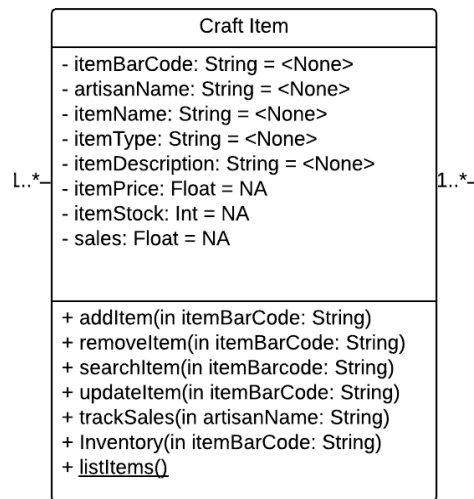 Craft Item
- itemBarCode: String = <None>
- artisanName: String = <None>
- itemName: String = <None>
- itemType: String = <None>
- itemDescription: String = <None>
- itemPrice: Float = NA
- itemStock: Int = NA
- sales: Float = NA
1..*
1..*
+ addItem(in itemBarCode: String)
+ removeItem(in itemBarCode: String)
+ searchItem(in itemBarcode: String)
+ updateItem(in itemBarCode: String)
+ trackSales(in artisanName: String)
+ Inventory(in itemBarCode: String)
+ listItems()